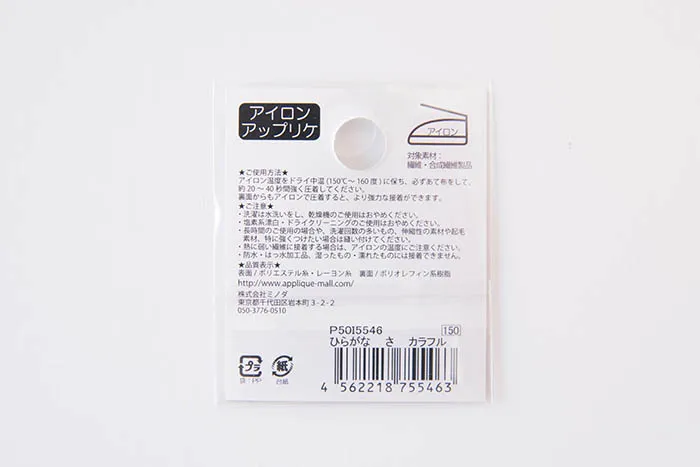 アイロン
アップリケ
アイロン
対象素材：
繊維・合成繊維製品
★ご使用方法★
アイロン温度をドライ中温(150℃～160度)に保ち、必ずあて布をして、
約20～40秒間強く圧着してください。
裏面からもアイロンで圧着すると、より強力な接着ができます。
★ご注意★
・洗濯は水洗いをし、乾燥機のご使用はおやめください。
・塩素系漂白・ドライクリーニングのご使用はおやめください。
・長時間のご使用の場合や、洗濯回数の多いもの、伸縮性の素材や起毛
素材、特に強くつけたい場合は縫い付けてください。
・熱に弱い繊維に接着する場合は、アイロンの温度にご注意ください。
・防水・はっ水加工品、湿ったもの・濡れたものには接着できません。
★品質表示★
表面/ポリエステル糸・レーヨン糸 裏面/ポリオレフィン系樹脂
http://www.applique-mall.com/
株式会社ミノダ
東京都千代田区岩本町3-2-2
050-3776-0510
P50I5546 150
ひらがな さ カラフル
プラ 紙
袋：PP 台紙
4 562218 755463